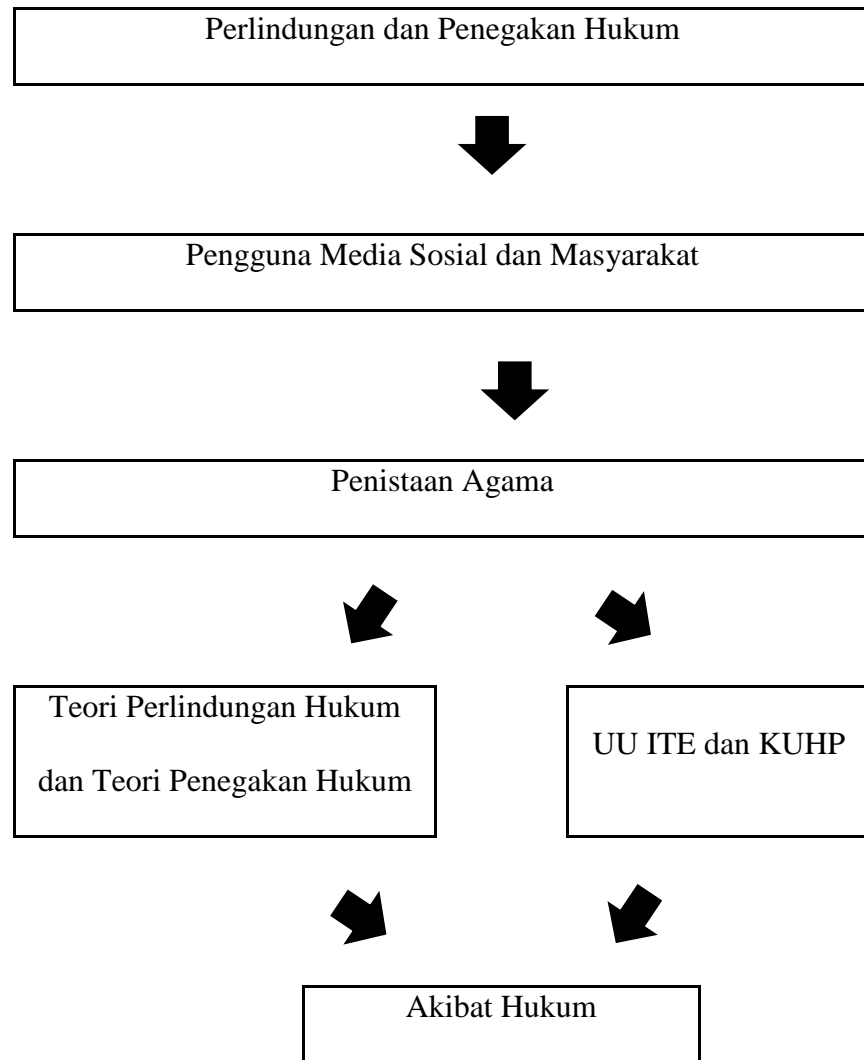 Perlindungan dan Penegakan Hukum
Pengguna Media Sosial dan Masyarakat
Penistaan Agama
Teori Perlindungan Hukum
dan Teori Penegakan Hukum
UU ITE dan KUHP
Akibat Hukum